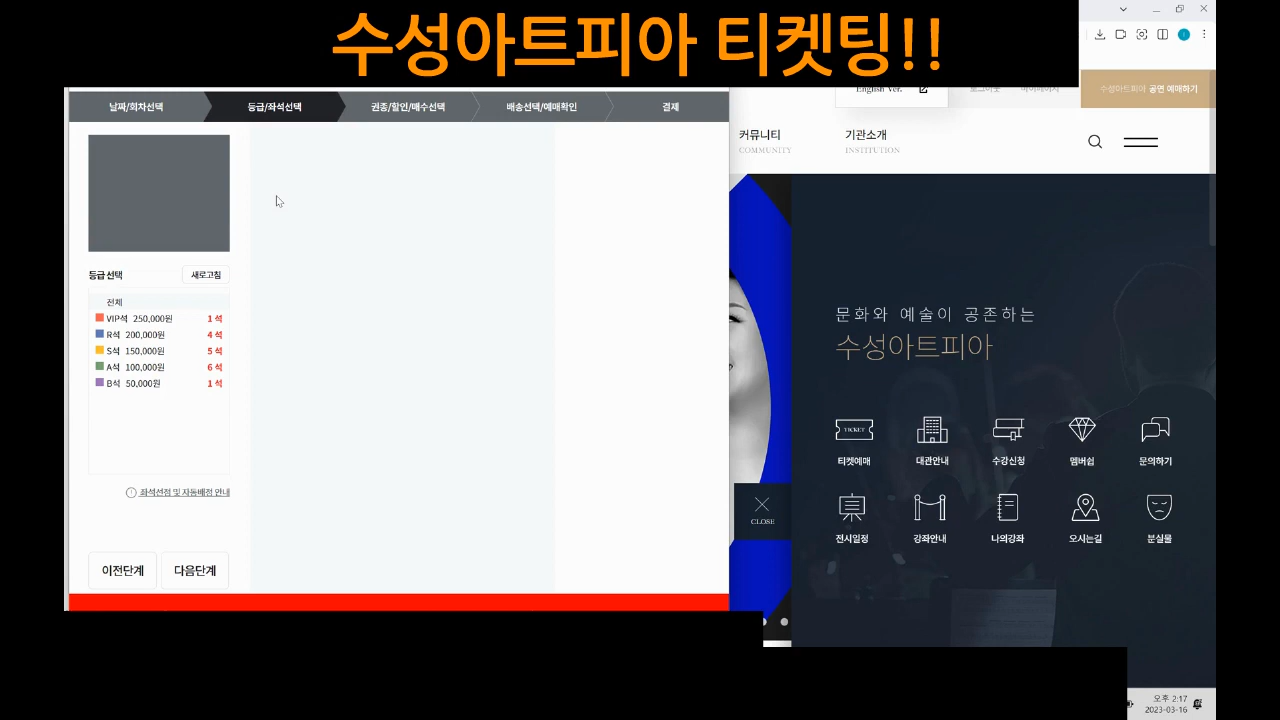 수성아트피아 티켓팅!!
날짜/회차선택
등급/좌석선택
권종/할인/매수선택
배송선택/예매확인
결제
등급선택
새로고침
전체
VIP석 250,000원 1 석
R석 200,000원 4 석
S석 150,000원 5 석
A석 100,000원 6 석
B석 50,000원 1 석
좌석선점 및 자동배정 안내
이전단계
다음단계
English Ver.
로그아웃
마이페이지
수성아트피아 공연 예매하기
커뮤니티
COMMUNITY
기관소개
INSTITUTION
문화와 예술이 공존하는
수성아트피아
TICKET
티켓예매
대관안내
수강신청
멤버쉽
문의하기
CLOSE
전시일정
강좌안내
나의강좌
오시는길
분실물
오후 2:17
2023-03-16